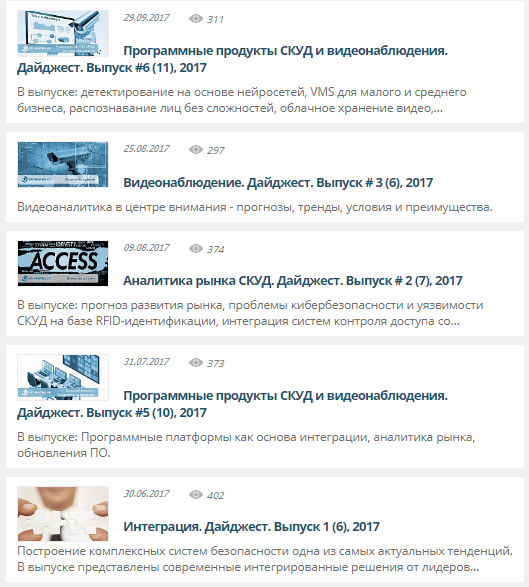 29.09.2017 311
Программные продукты СКУД и видеонаблюдения.
Дайджест. Выпуск #6 (11), 2017
В выпуске: детектирование на основе нейросетей, VMS для малого и среднего
бизнеса, распознавание лиц без сложностей, облачное хранение видео,...
25.08.2017 297
Видеонаблюдение. Дайджест. Выпуск # 3 (6), 2017
Видеоаналитика в центре внимания - прогнозы, тренды, условия и преимущества.
ACCESS
09.08.2017 374
Аналитика рынка СКУД. Дайджест. Выпуск # 2 (7), 2017
В выпуске: прогноз развития рынка, проблемы кибербезопасности и уязвимости
СКУД на базе RFID-идентификации, интеграция систем контроля доступа со...
31.07.2017 373
Программные продукты СКУД и видеонаблюдения.
Дайджест. Выпуск #5 (10), 2017
В выпуске: Программные платформы как основа интеграции, аналитика рынка,
обновления ПО.
30.06.2017 402
Интеграция. Дайджест. Выпуск 1 (6), 2017
Построение комплексных систем безопасности одна из самых актуальных тенденций.
В выпуске представлены современные интегрированные решения от лидеров...